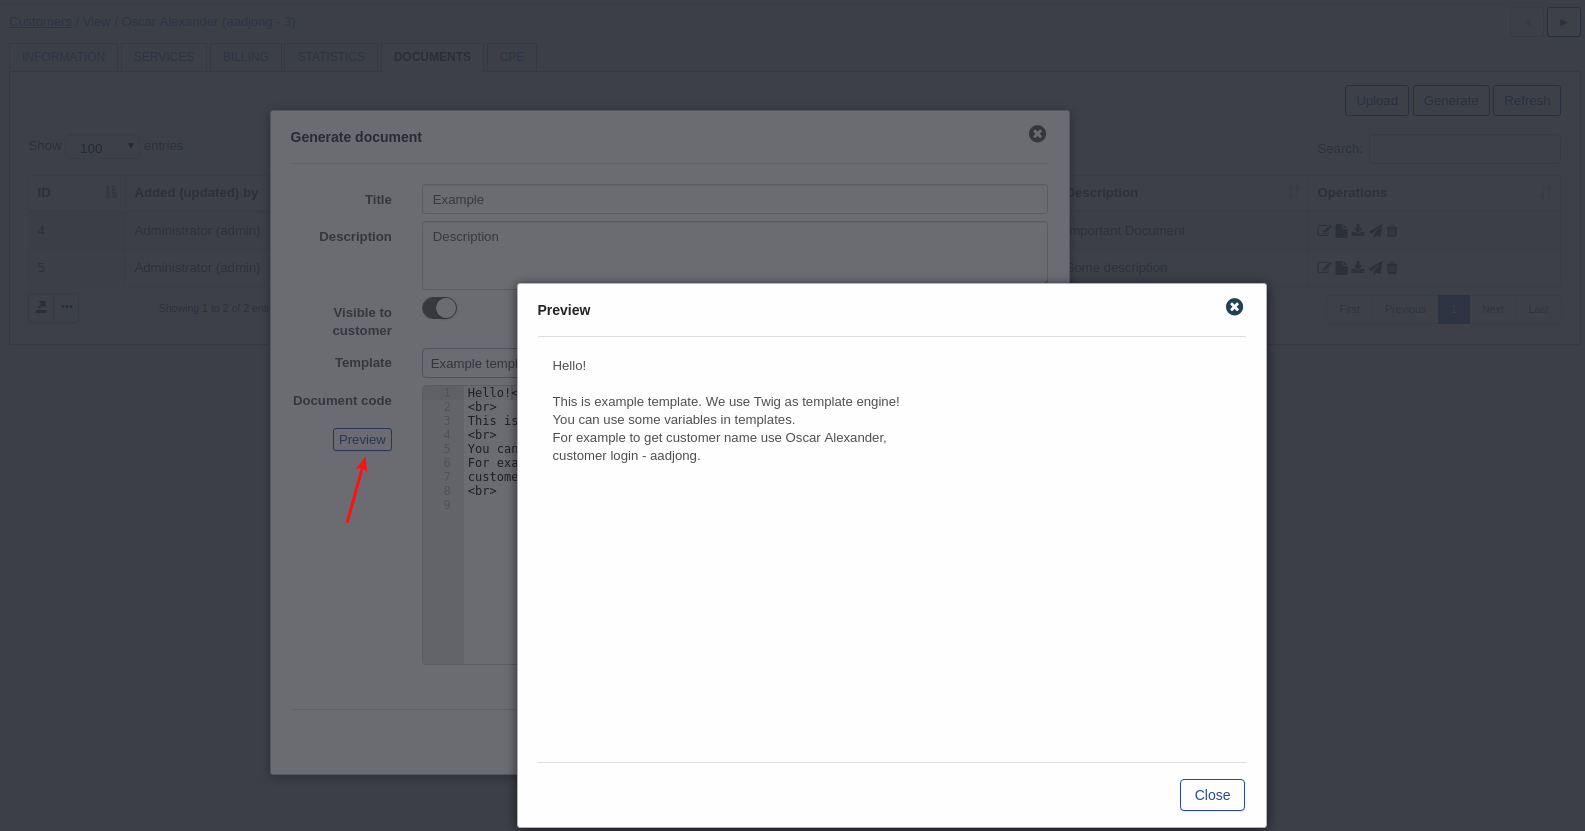 Customers / View / Oscar Alexander (aadjong - 3)
INFORMATION
SERVICES
BILLING
STATISTICS
DOCUMENTS
CPE
Upload
Generate
Refresh
Show 100 entries
Search:
ID
Added (updated) by
Description
Operations
4
Administrator (admin)
mportant Document
5
Administrator (admin)
Some description
Showing 1 to 2 of 2
First
Previous
1
Next
Last
Generate document
Title
Example
Description
Description
Visible to
customer
Template
Example templ
Document code
Preview
1 Hello!<
2 <br>
3 This is
4 <br>
5 You can
6 For exa
7 custome
8 <br>
9
Preview
Hello!
This is example template. We use Twig as template engine!
You can use some variables in templates.
For example to get customer name use Oscar Alexander,
customer login - aadjong.
Close